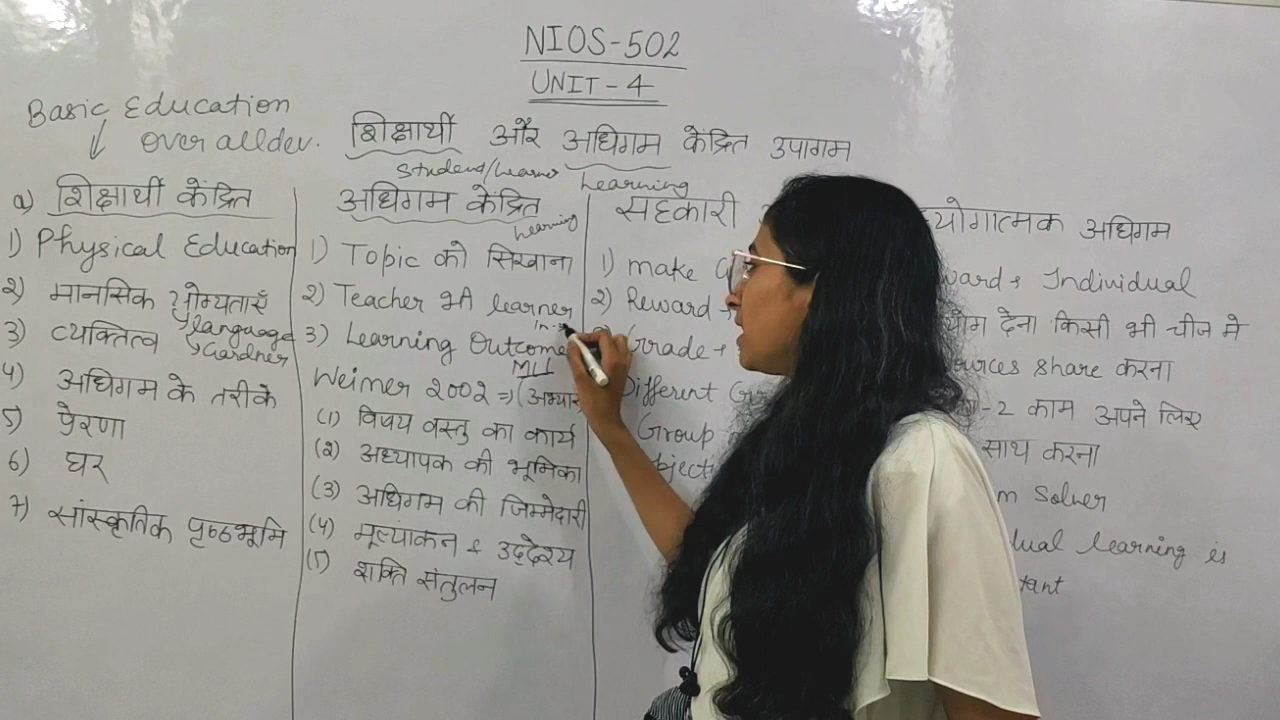 NIOS-502
UNIT-4
Basic Education
Over all dev.
शिक्षार्थी और अधिगम केंद्रित उपागम
Learning
a) शिक्षार्थी केंद्रित
1) Physical Education
2) मानसिक योग्यताएँ
language
Gardner
3) व्यक्तित्व
4) अधिगम के तरीके
5) प्रेरणा
6) घर
7) सांस्कृतिक पृष्ठभूमि
अधिगम केंद्रित
Learning
1) Topic को सिखाना
2) Teacher भी learner
3) Learning Outcome
MLL
Weimer 2002 ⇒
(1) विषय वस्तु का कार्य
(2) अध्यापक की भूमिका
(3) अधिगम की जिम्मेदारी
(4) मूल्यांकन & उद्देश्य
(5) शक्ति संतुलन
सहकारी
1) make
2) Reward
Grade +
Different
Group
योगात्मक अधिगम
Individual
देना किसी भी चीज मे
share करना
-2 काम अपने लिए
साथ करना
Solver
learning is